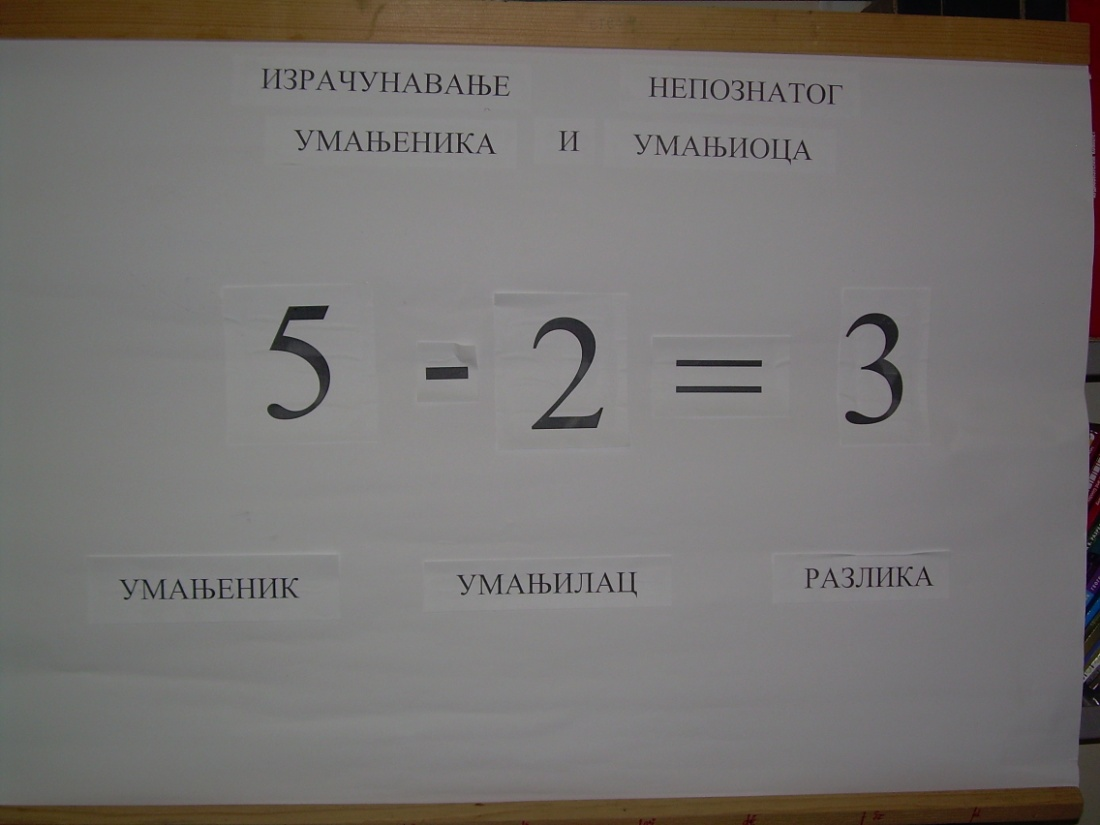 ИЗРАЧУНАВАЊЕ НЕПОЗНАТОГ
УМАЊЕНИКА И УМАЊИОЦА
5 - 2 = 3
УМАЊЕНИК УМАЊИЛАЦ РАЗЛИКА